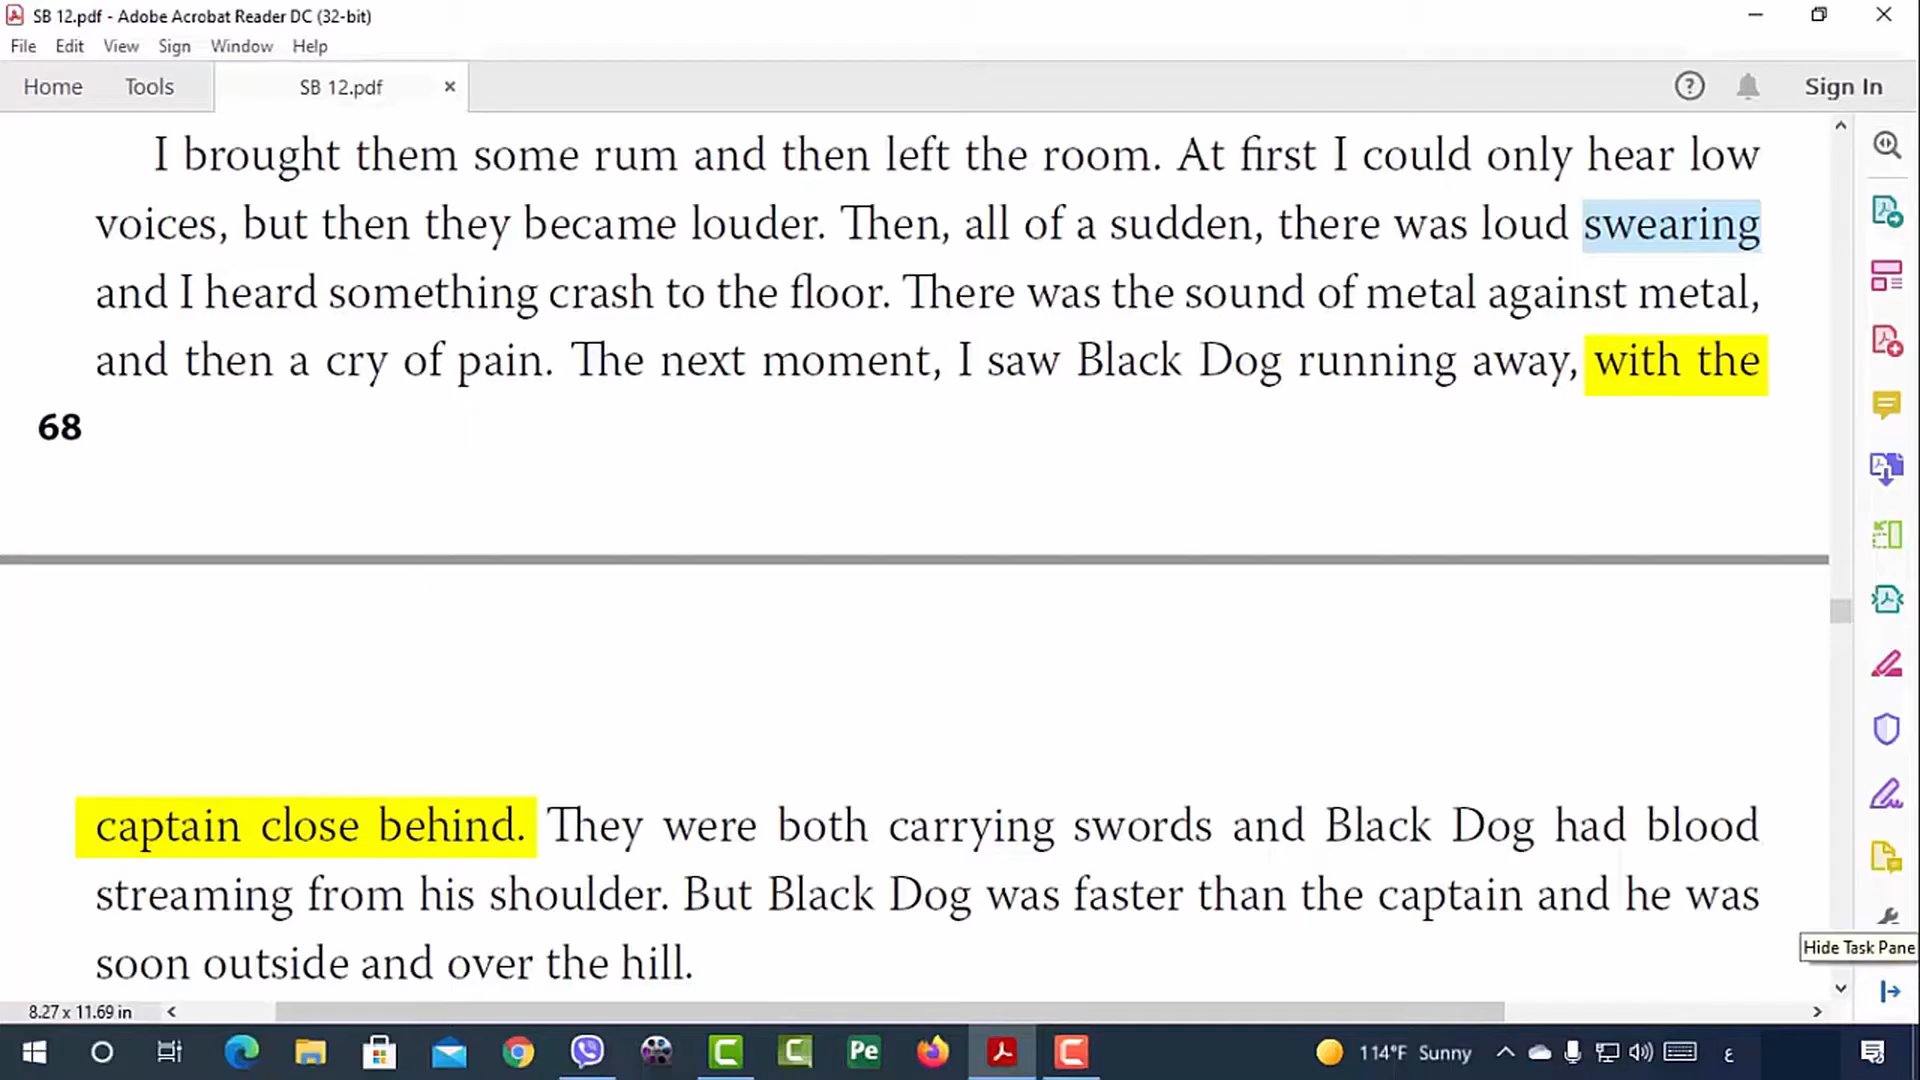 SB 12.pdf - Adobe Acrobat Reader DC (32-bit)
File Edit View Sign Window Help
Home Tools SB 12.pdf Sign In
I brought them some rum and then left the room. At first I could only hear low
voices, but then they became louder. Then, all of a sudden, there was loud swearing
and I heard something crash to the floor. There was the sound of metal against metal,
and then a cry of pain. The next moment, I saw Black Dog running away, with the
68
captain close behind. They were both carrying swords and Black Dog had blood
streaming from his shoulder. But Black Dog was faster than the captain and he was
soon outside and over the hill.
Hide Task Pane
8.27 x 11.69 in
Pe 114°F Sunny ع